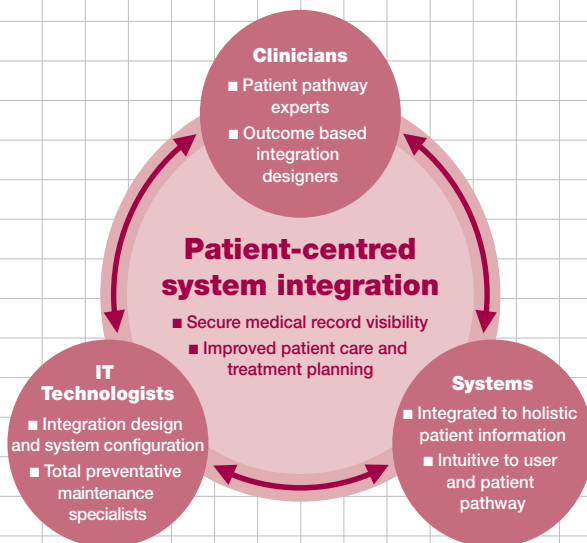 Clinicians
■ Patient pathway
experts
■ Outcome based
integration
designers
Patient-centred
system integration
■ Secure medical record visibility
■ Improved patient care and
treatment planning
IT
Technologists
■ Integration design
and system configuration
■ Total preventative
maintenance
specialists
Systems
■ Integrated to holistic
patient information
■ Intuitive to user
and patient
pathway